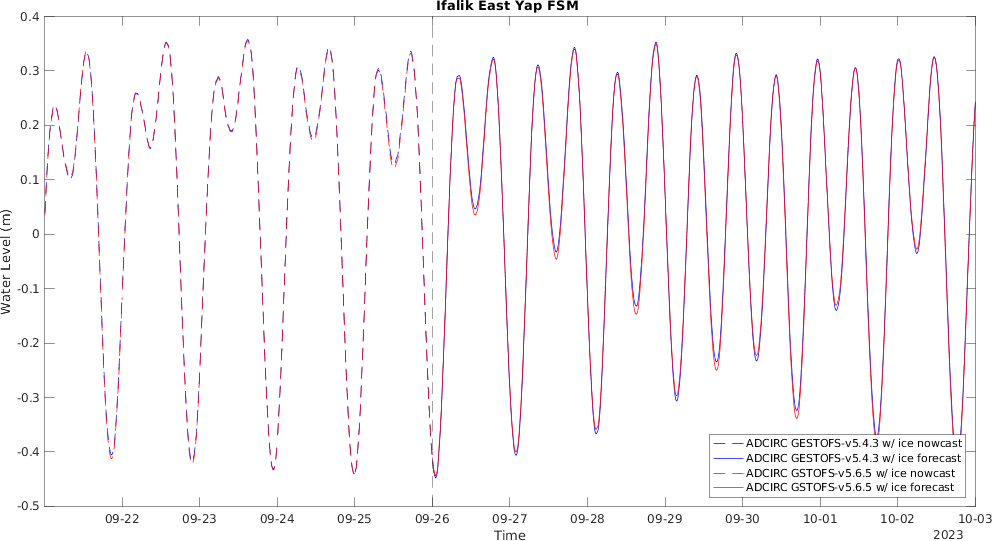 Ifalik East Yap FSM
0.4
0.3
0.2
0.1
0
-0.1
-0.2
-0.3
-0.4
-0.5
Water Level (m)
ADCIRC GESTOFS-v5.4.3 w/ ice nowcast
ADCIRC GESTOFS-v5.4.3 w/ ice forecast
ADCIRC GSTOFS-v5.6.5 w/ ice nowcast
ADCIRC GSTOFS-v5.6.5 w/ ice forecast
09-22 09-23 09-24 09-25 09-26 09-27 09-28 09-29 09-30 10-01 10-02 10-03
Time
2023